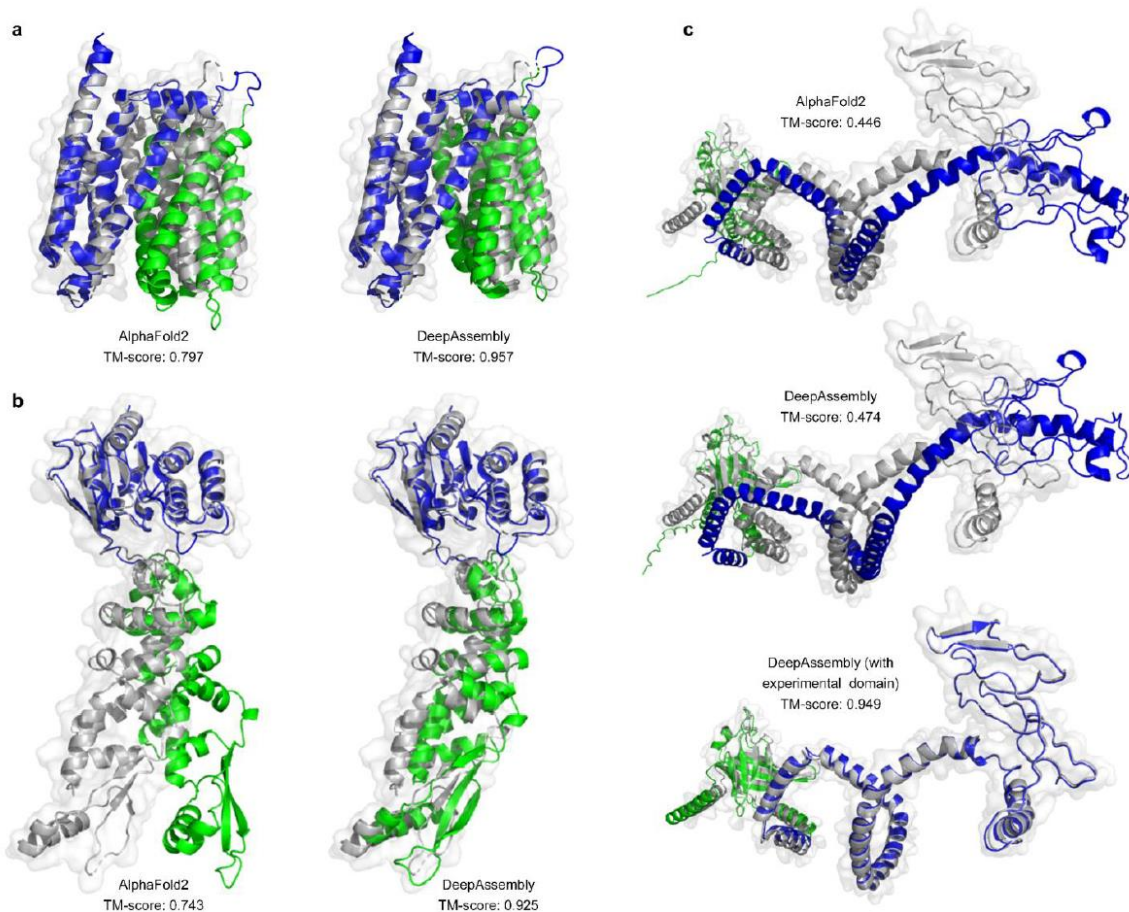 a
AlphaFold2
TM-score: 0.797
DeepAssembly
TM-score: 0.957
b
AlphaFold2
TM-score: 0.743
DeepAssembly
TM-score: 0.925
c
AlphaFold2
TM-score: 0.446
DeepAssembly
TM-score: 0.474
DeepAssembly (with
experimental domain)
TM-score: 0.949